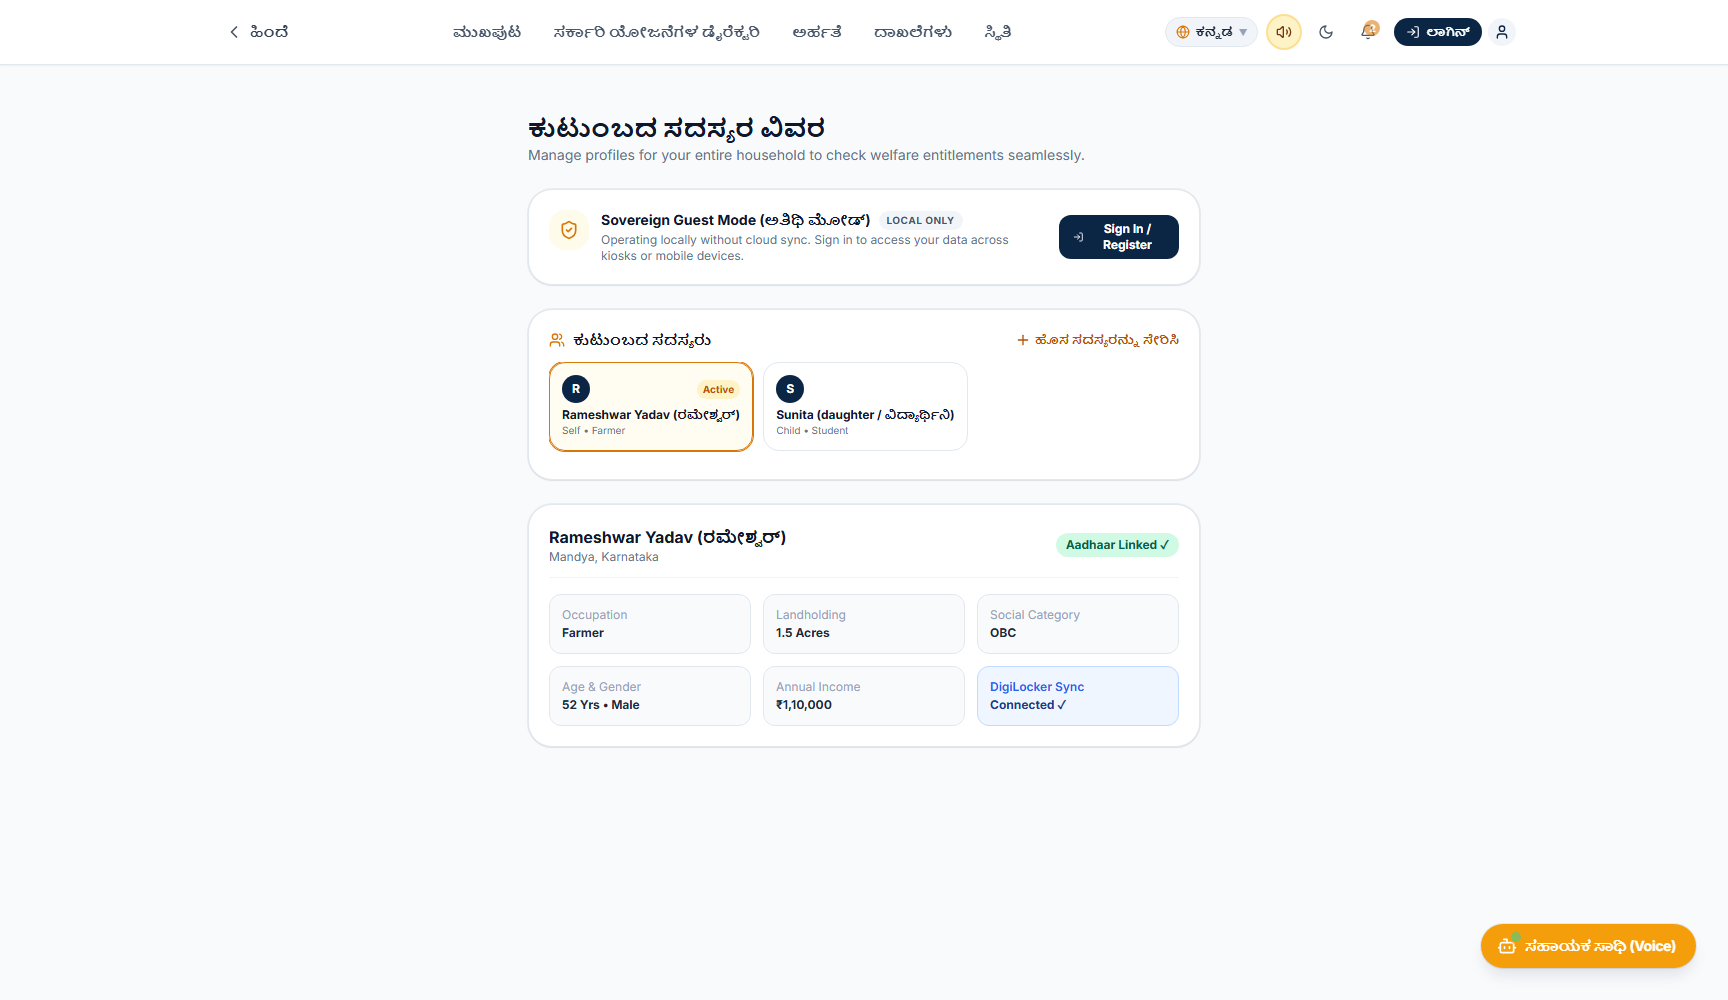 ಹಿಂದೆ
ಮುಖಪುಟ
ಸರ್ಕಾರಿ ಯೋಜನೆಗಳ ಡೈರೆಕ್ಟರಿ
ಅರ್ಹತೆ
ದಾಖಲೆಗಳು
ಸ್ಥಿತಿ
ಕನ್ನಡ ▼
ಲಾಗಿನ್
ಕುಟುಂಬದ ಸದಸ್ಯರ ವಿವರ
Manage profiles for your entire household to check welfare entitlements seamlessly.
Sovereign Guest Mode (ಅತಿಥಿ ಮೋಡ್) LOCAL ONLY
Operating locally without cloud sync. Sign in to access your data across
kiosks or mobile devices.
Sign In /
Register
ಕುಟುಂಬದ ಸದಸ್ಯರು
+ ಹೊಸ ಸದಸ್ಯರನ್ನು ಸೇರಿಸಿ
R
Active
Rameshwar Yadav (ರಮೇಶ್ವರ್)
Self • Farmer
S
Sunita (daughter / ವಿದ್ಯಾರ್ಥಿನಿ)
Child • Student
Rameshwar Yadav (ರಮೇಶ್ವರ್)
Mandya, Karnataka
Aadhaar Linked ✓
Occupation
Farmer
Landholding
1.5 Acres
Social Category
OBC
Age & Gender
52 Yrs • Male
Annual Income
₹1,10,000
DigiLocker Sync
Connected ✓
ಸಹಾಯಕ ಸಾಥಿ (Voice)